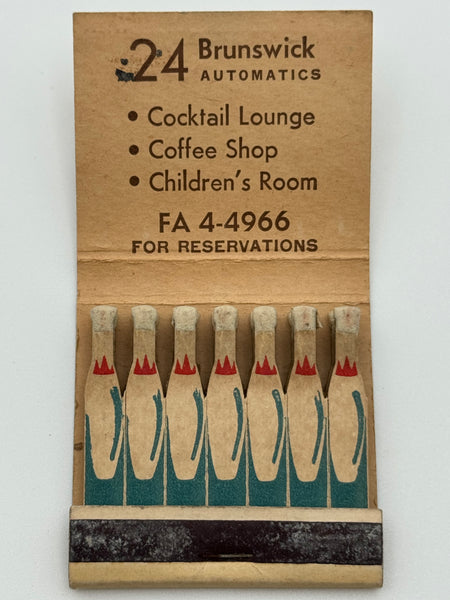 24 Brunswick
AUTOMATICS
• Cocktail Lounge
• Coffee Shop
• Children's Room
FA 4-4966
FOR RESERVATIONS